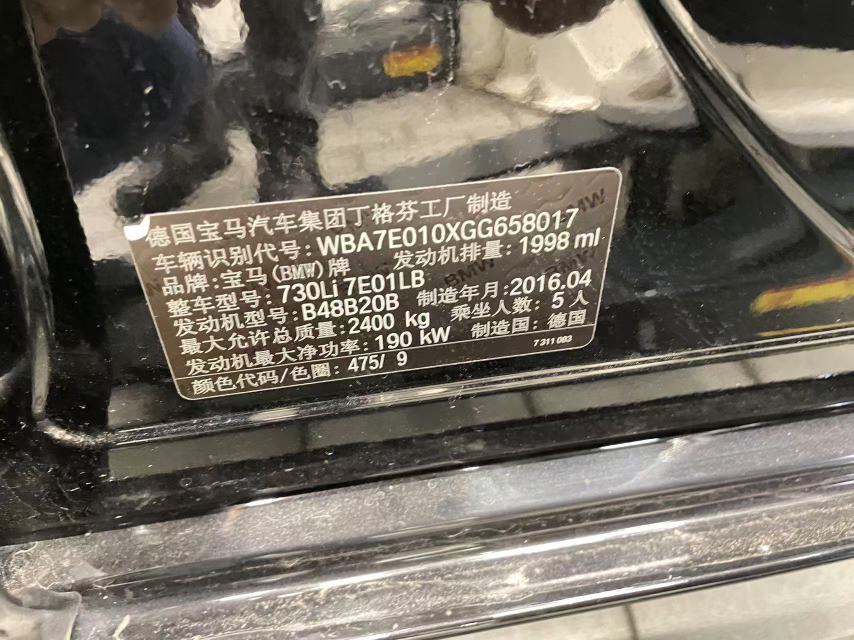 德国宝马汽车集团丁格芬工厂制造
车辆识别代号: WBA7E010XGG658017
品牌: 宝马(BMW)牌 发动机排量: 1998 ml
整车型号: 730Li 7E01LB
发动机型号: B48B20B 制造年月: 2016.04
最大允许总质量: 2400 kg 乘坐人数: 5 人
发动机最大净功率: 190 kW 制造国: 德国
颜色代码/色圈: 475/ 9 7 311 083